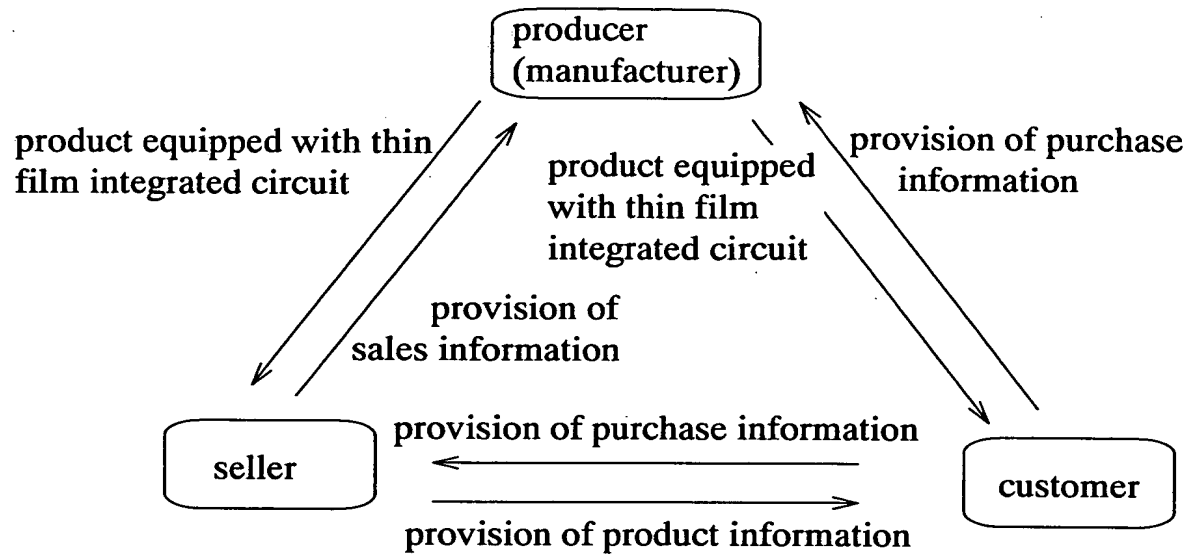 producer
(manufacturer)
product equipped with thin
film integrated circuit
product equipped
with thin film
integrated circuit
provision of purchase
information
provision of
sales information
seller
provision of purchase information
customer
provision of product information